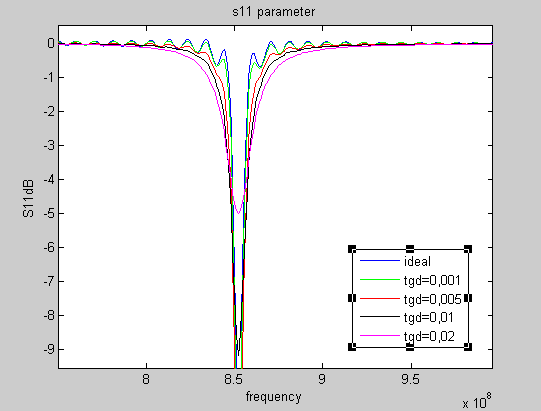 s11 parameter
0
-1
-2
-3
-4
-5
-6
-7
-8
-9
S11dB
ideal
tgd=0,001
tgd=0,005
tgd=0,01
tgd=0,02
8
8.5
9
9.5
frequency
x 10^8